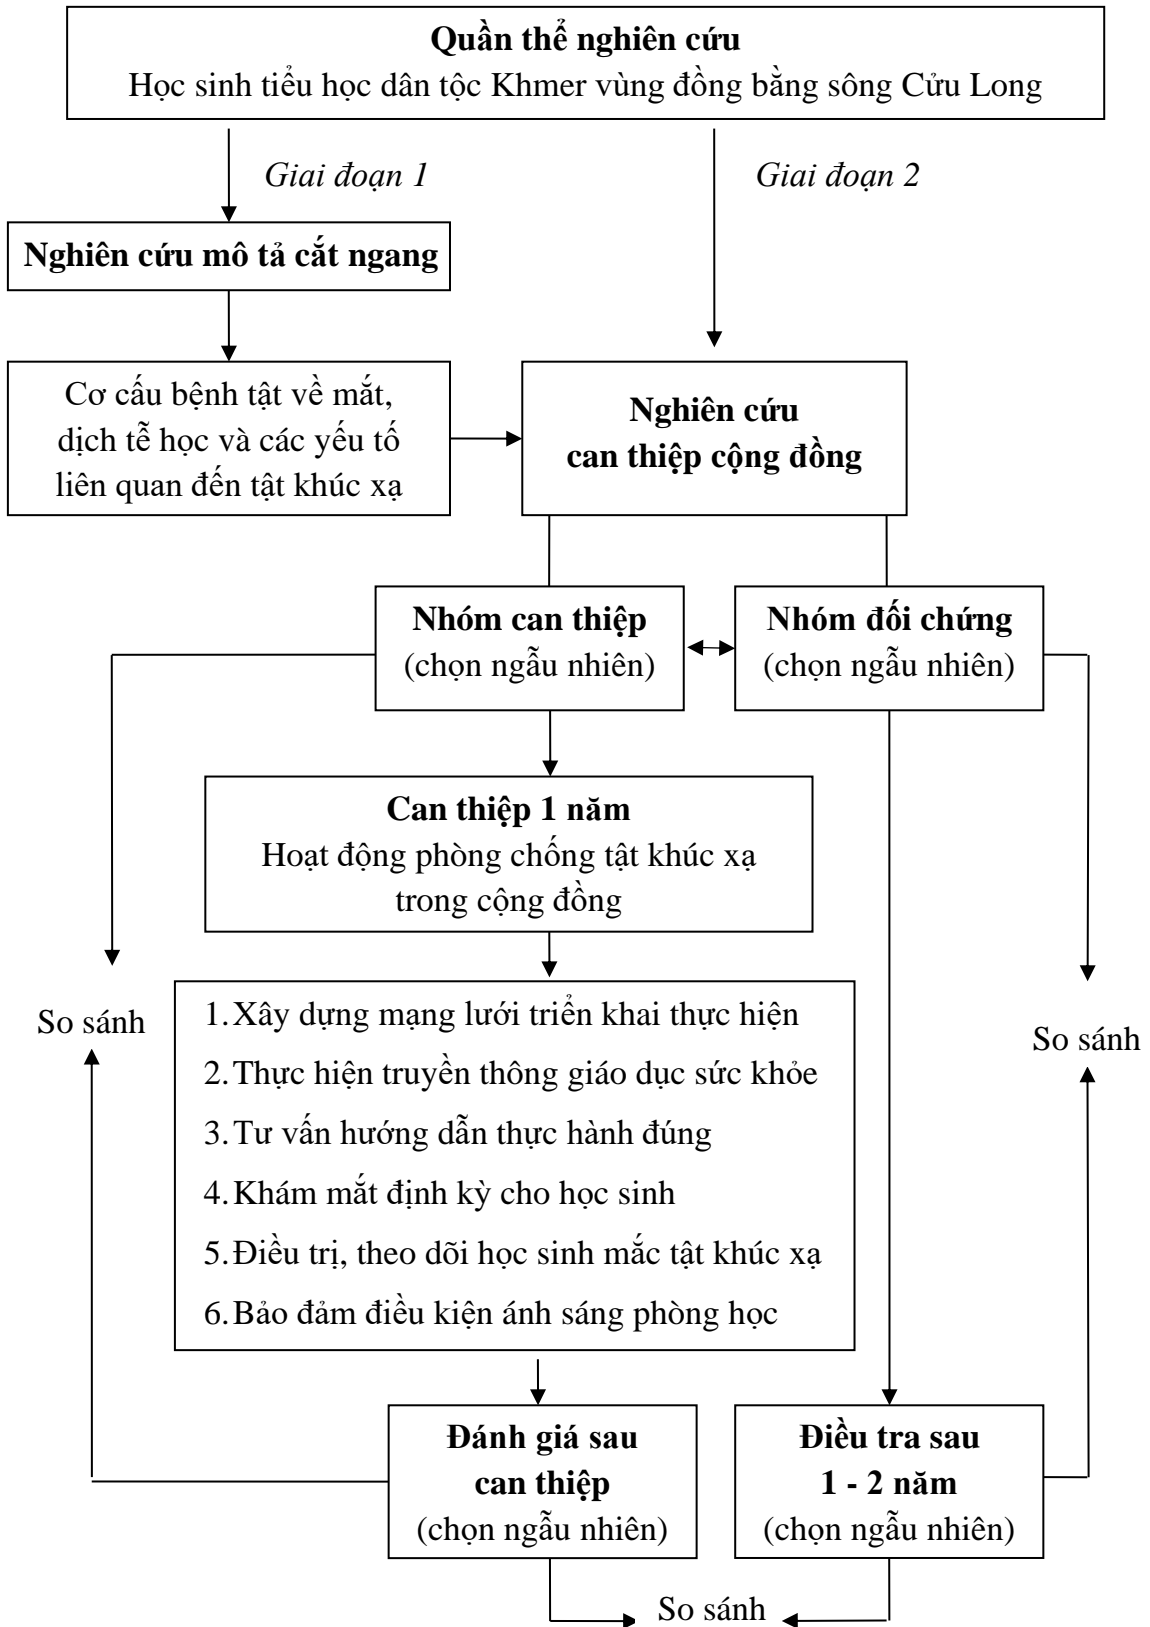 Quần thể nghiên cứu
Học sinh tiểu học dân tộc Khmer vùng đồng bằng sông Cửu Long
Giai đoạn 1
Giai đoạn 2
Nghiên cứu mô tả cắt ngang
Cơ cấu bệnh tật về mắt,
dịch tễ học và các yếu tố
liên quan đến tật khúc xạ
Nghiên cứu
can thiệp cộng đồng
Nhóm can thiệp
(chọn ngẫu nhiên)
Nhóm đối chứng
(chọn ngẫu nhiên)
Can thiệp 1 năm
Hoạt động phòng chống tật khúc xạ
trong cộng đồng
So sánh
1. Xây dựng mạng lưới triển khai thực hiện
2. Thực hiện truyền thông giáo dục sức khỏe
3. Tư vấn hướng dẫn thực hành đúng
4. Khám mắt định kỳ cho học sinh
5. Điều trị, theo dõi học sinh mắc tật khúc xạ
6. Bảo đảm điều kiện ánh sáng phòng học
So sánh
Đánh giá sau
can thiệp
(chọn ngẫu nhiên)
Điều tra sau
1 - 2 năm
(chọn ngẫu nhiên)
So sánh